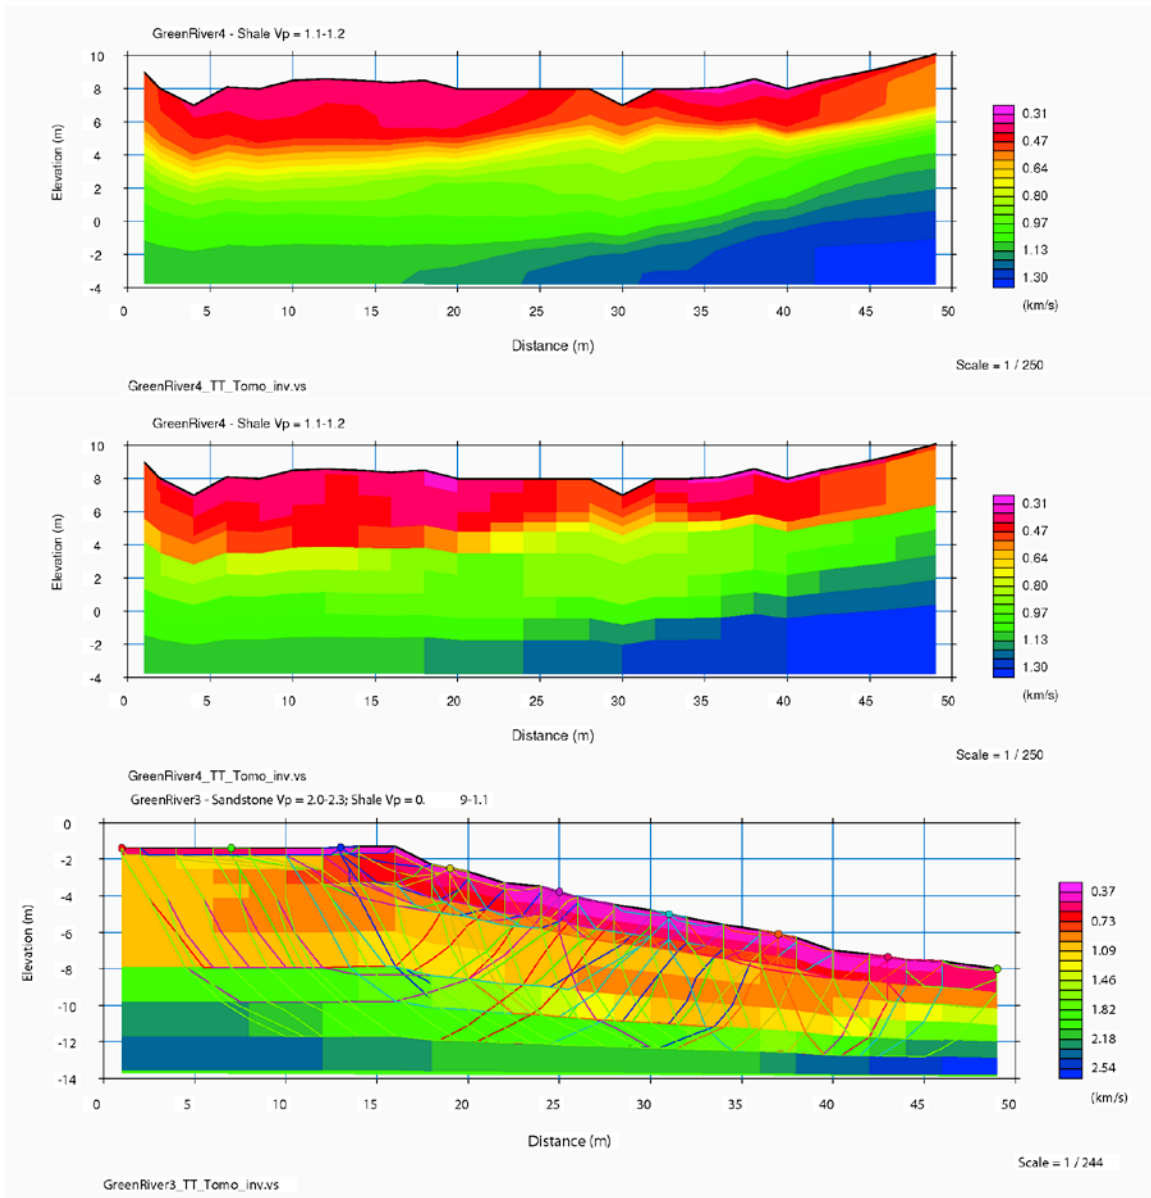 GreenRiver4 - Shale Vp = 1.1-1.2
10
8
6
4
2
0
-2
-4
Elevation (m)
0 5 10 15 20 25 30 35 40 45 50
Distance (m)
0.31
0.47
0.64
0.80
0.97
1.13
1.30
(km/s)
Scale = 1 / 250
GreenRiver4_TT_Tomo_inv.vs
GreenRiver4 - Shale Vp = 1.1-1.2
10
8
6
4
2
0
-2
-4
Elevation (m)
0 5 10 15 20 25 30 35 40 45 50
Distance (m)
0.31
0.47
0.64
0.80
0.97
1.13
1.30
(km/s)
Scale = 1 / 250
GreenRiver4_TT_Tomo_inv.vs
GreenRiver3 - Sandstone Vp = 2.0-2.3; Shale Vp = 0. 9-1.1
0
-2
-4
-6
-8
-10
-12
-14
Elevation (m)
0 5 10 15 20 25 30 35 40 45 50
Distance (m)
0.37
0.73
1.09
1.46
1.82
2.18
2.54
(km/s)
Scale = 1 / 244
GreenRiver3_TT_Tomo_inv.vs